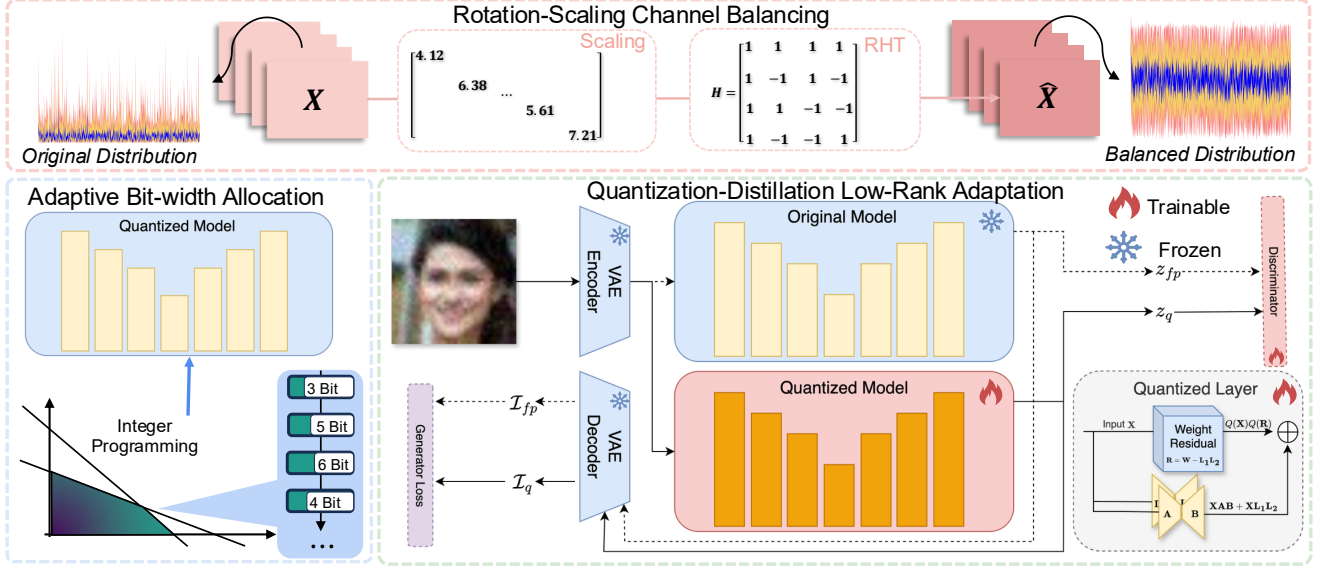 Rotation-Scaling Channel Balancing
Original Distribution
X
Scaling
4.12
6.38 ...
5.61
7.21
RHT
H =
1 1 1 1
1 -1 1 -1
1 1 -1 -1
1 -1 -1 1
X̂
Balanced Distribution
Adaptive Bit-width Allocation
Quantized Model
Integer
Programming
3 Bit
5 Bit
6 Bit
4 Bit
...
Quantization-Distillation Low-Rank Adaptation
VAE
Encoder
Original Model
Trainable
Frozen
z_fp
z_q
Discriminator
Generator Loss
I_fp
I_q
VAE
Decoder
Quantized Model
Quantized Layer
Input X
Weight
Residual
R = W − L₁L₂
Q(X)Q(R)
A B
XAB + XL₁L₂